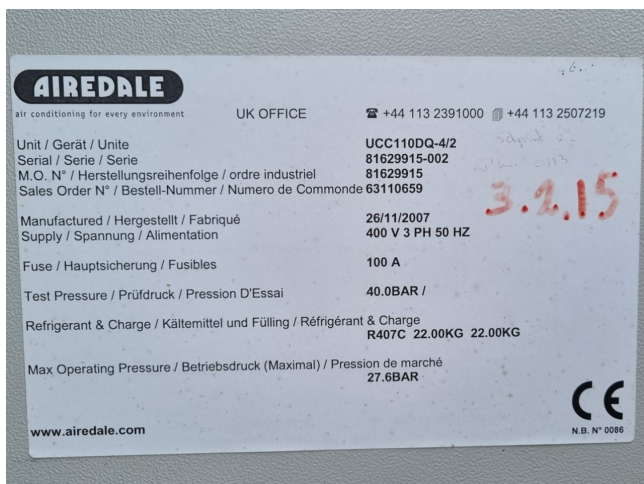 AIREDALE
air conditioning for every environment
UK OFFICE ☎ +44 113 2391000 +44 113 2507219
Unit / Gerät / Unite UCC110DQ-4/2
Serial / Serie / Serie 81629915-002
M.O. N° / Herstellungsreihenfolge / ordre industriel 81629915
Sales Order N° / Bestell-Nummer / Numero de Commonde 63110659
3.2.15
Manufactured / Hergestellt / Fabriqué 26/11/2007
Supply / Spannung / Alimentation 400 V 3 PH 50 HZ
Fuse / Hauptsicherung / Fusibles 100 A
Test Pressure / Prüfdruck / Pression D'Essai 40.0BAR /
Refrigerant & Charge / Kältemittel und Fülling / Réfrigérant & Charge
R407C 22.00KG 22.00KG
Max Operating Pressure / Betriebsdruck (Maximal) / Pression de marché
27.6BAR
CE
www.airedale.com N.B. N° 0086